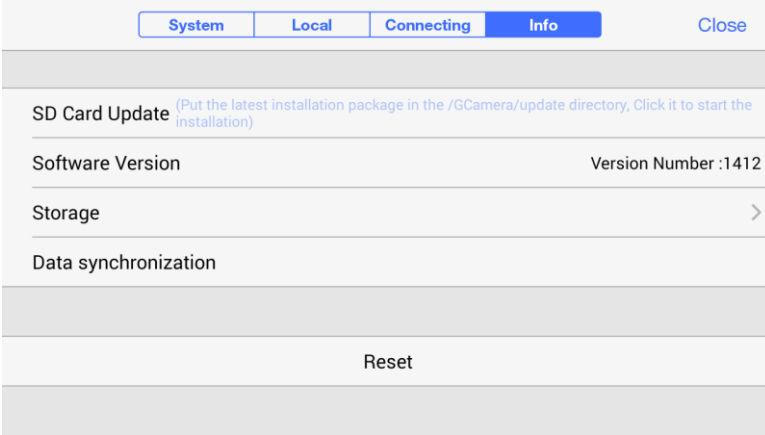 System Local Connecting Info Close
SD Card Update (Put the latest installation package in the /GCamera/update directory, Click it to start the
installation)
Software Version Version Number :1412
Storage
Data synchronization
Reset